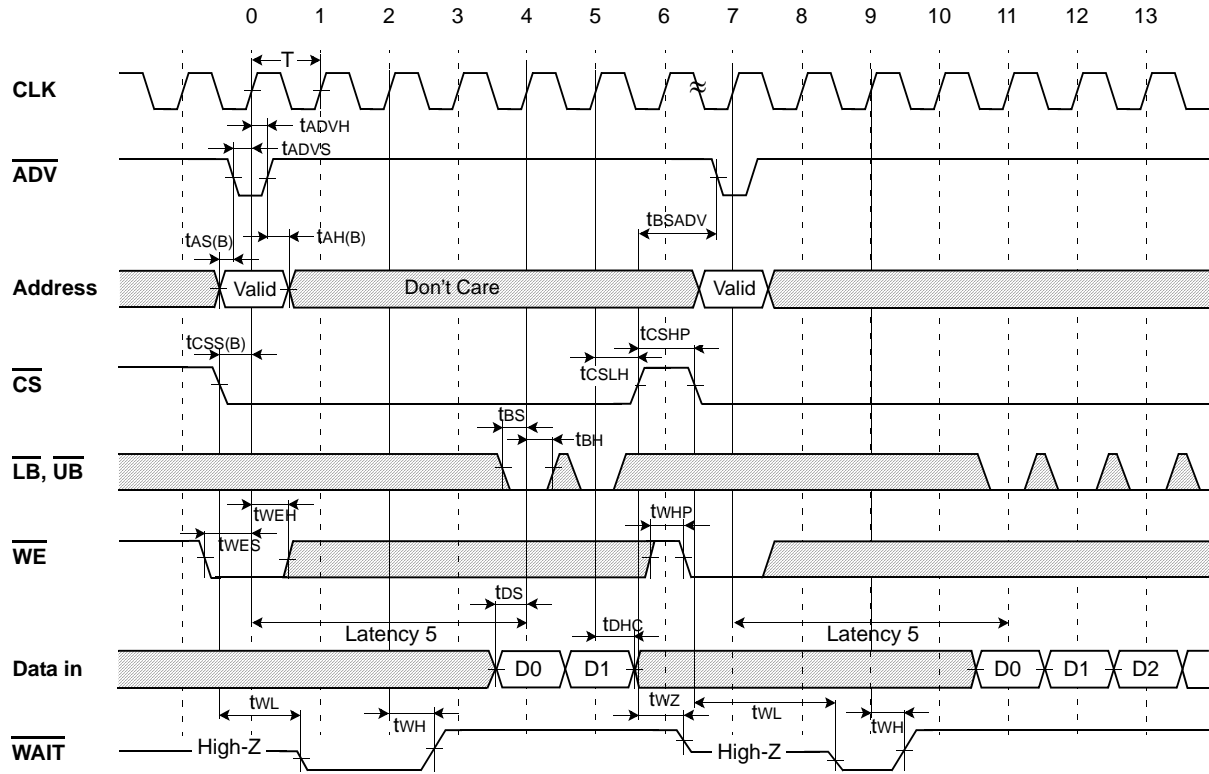 0 1 2 3 4 5 6 7 8 9 10 11 12 13
T
CLK
tADVH
tADVS
ADV
tBSADV
tAS(B) tAH(B)
Address Valid Don't Care Valid
tCSHP
tCSS(B)
tCSLH
CS
tBS
tBH
LB, UB
tWEH tWHP
tWES
WE
tDS
tDHC
Latency 5 Latency 5
Data in D0 D1 D0 D1 D2
tWZ
tWL tWH tWL tWH
WAIT High-Z High-Z